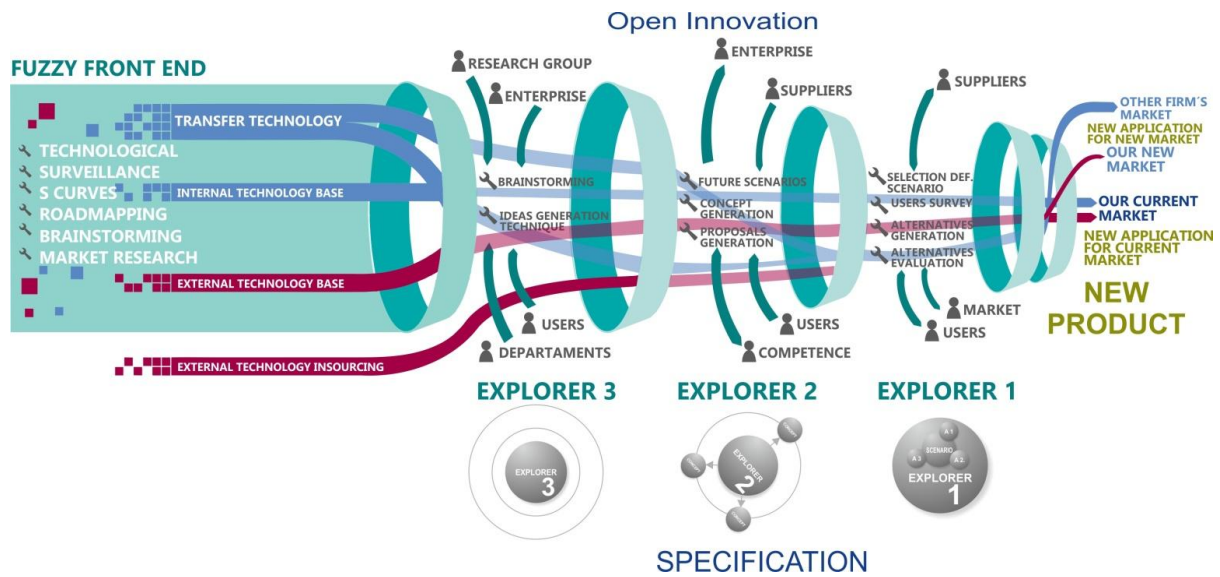 Open Innovation
FUZZY FRONT END
TRANSFER TECHNOLOGY
TECHNOLOGICAL
SURVEILLANCE
S CURVES
INTERNAL TECHNOLOGY BASE
ROADMAPPING
BRAINSTORMING
MARKET RESEARCH
EXTERNAL TECHNOLOGY BASE
EXTERNAL TECHNOLOGY INSOURCING
RESEARCH GROUP
ENTERPRISE
BRAINSTORMING
IDEAS GENERATION
TECHNIQUE
USERS
DEPARTAMENTS
EXPLORER 3
EXPLORER
3
ENTERPRISE
SUPPLIERS
FUTURE SCENARIOS
CONCEPT
GENERATION
PROPOSALS
GENERATION
USERS
COMPETENCE
EXPLORER 2
EXPLORER
2
SUPPLIERS
SELECTION DEF.
SCENARIO
USERS SURVEY
ALTERNATIVES
GENERATION
ALTERNATIVES
EVALUATION
MARKET
USERS
EXPLORER 1
A 1
SCENARIO
A 3
A 2
EXPLORER
1
OTHER FIRM´S
MARKET
NEW APPLICATION
FOR NEW MARKET
OUR NEW
MARKET
OUR CURRENT
MARKET
NEW APPLICATION
FOR CURRENT
MARKET
NEW
PRODUCT
SPECIFICATION